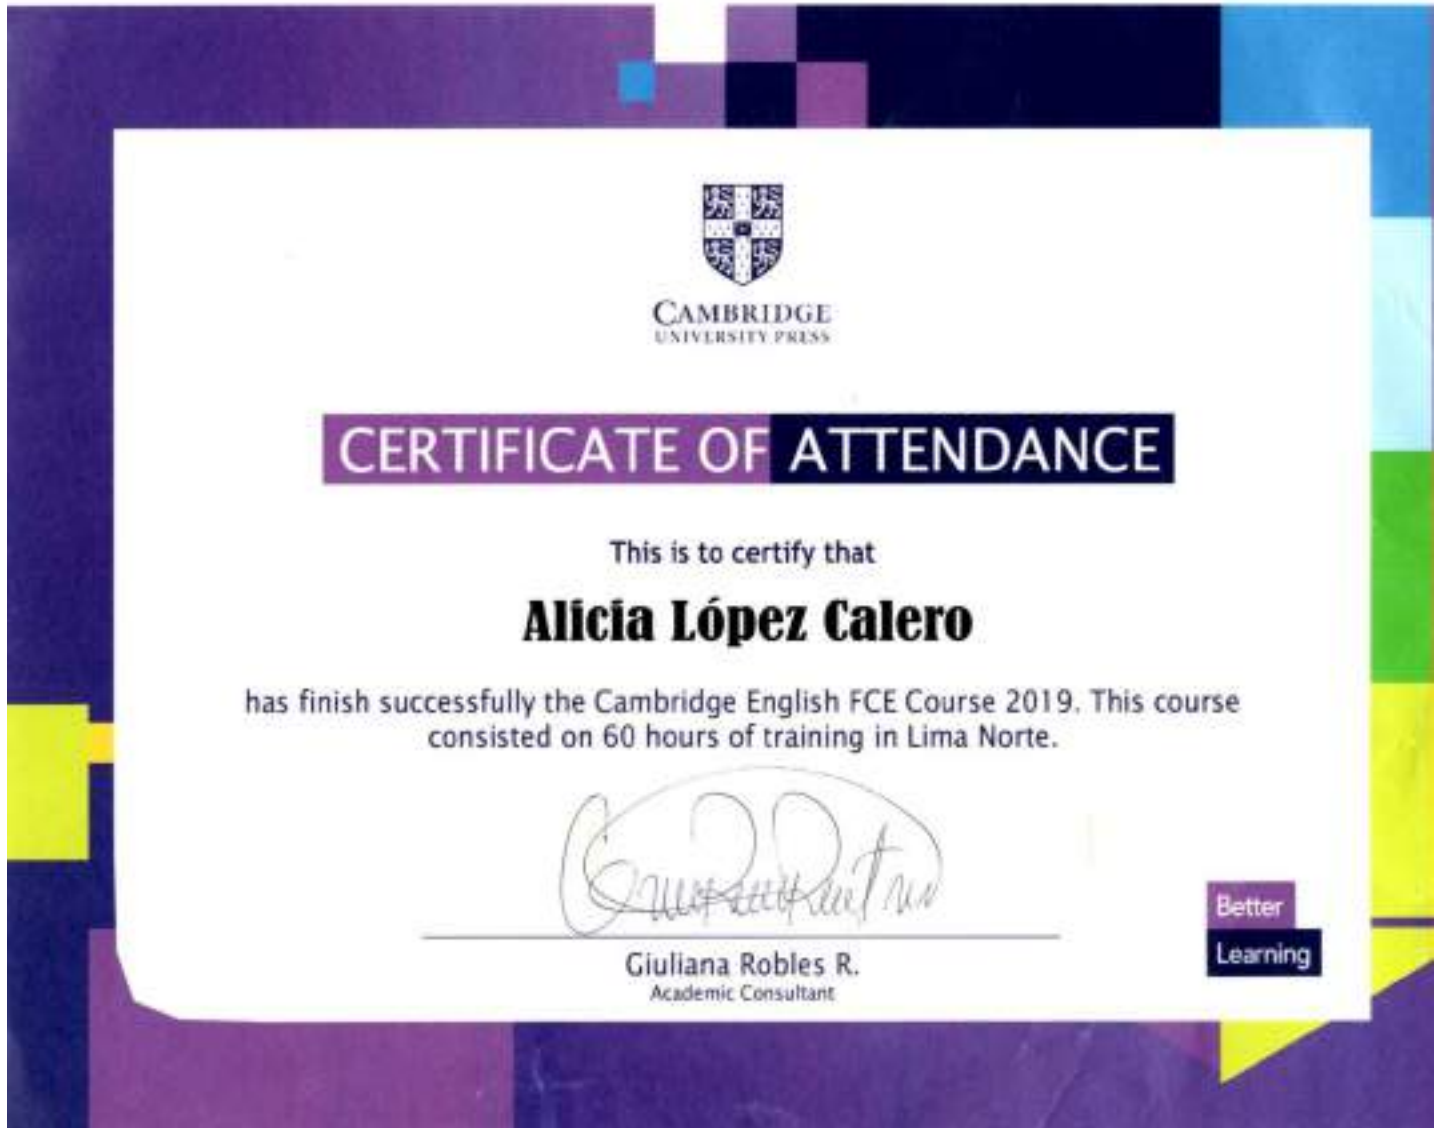 CAMBRIDGE
UNIVERSITY PRESS
CERTIFICATE OF ATTENDANCE
This is to certify that
Alicia López Calero
has finish successfully the Cambridge English FCE Course 2019. This course
consisted on 60 hours of training in Lima Norte.
Giuliana Robles R.
Academic Consultant
Better
Learning